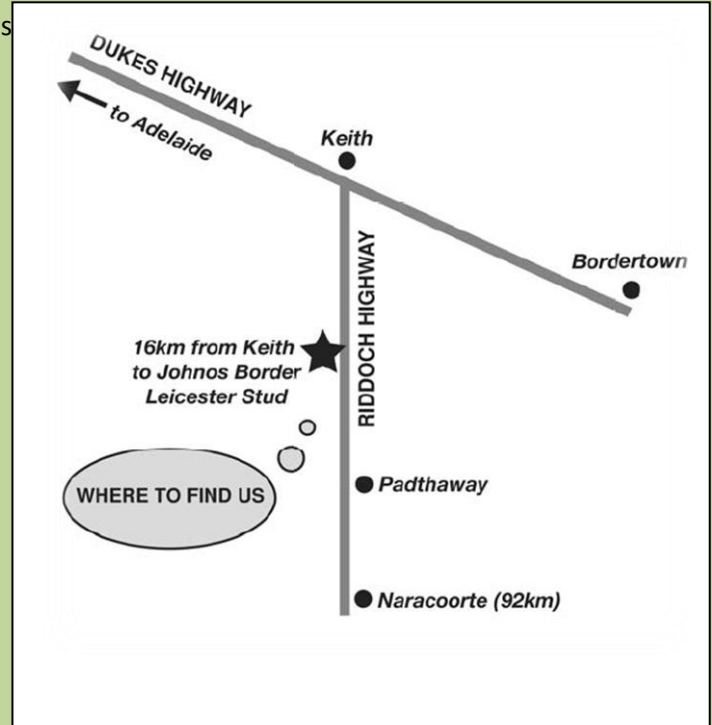 s
DUKES HIGHWAY
to Adelaide
Keith
Bordertown
RIDDOCH HIGHWAY
16km from Keith
to Johnos Border
Leicester Stud
WHERE TO FIND US
Padthaway
Naracoorte (92km)